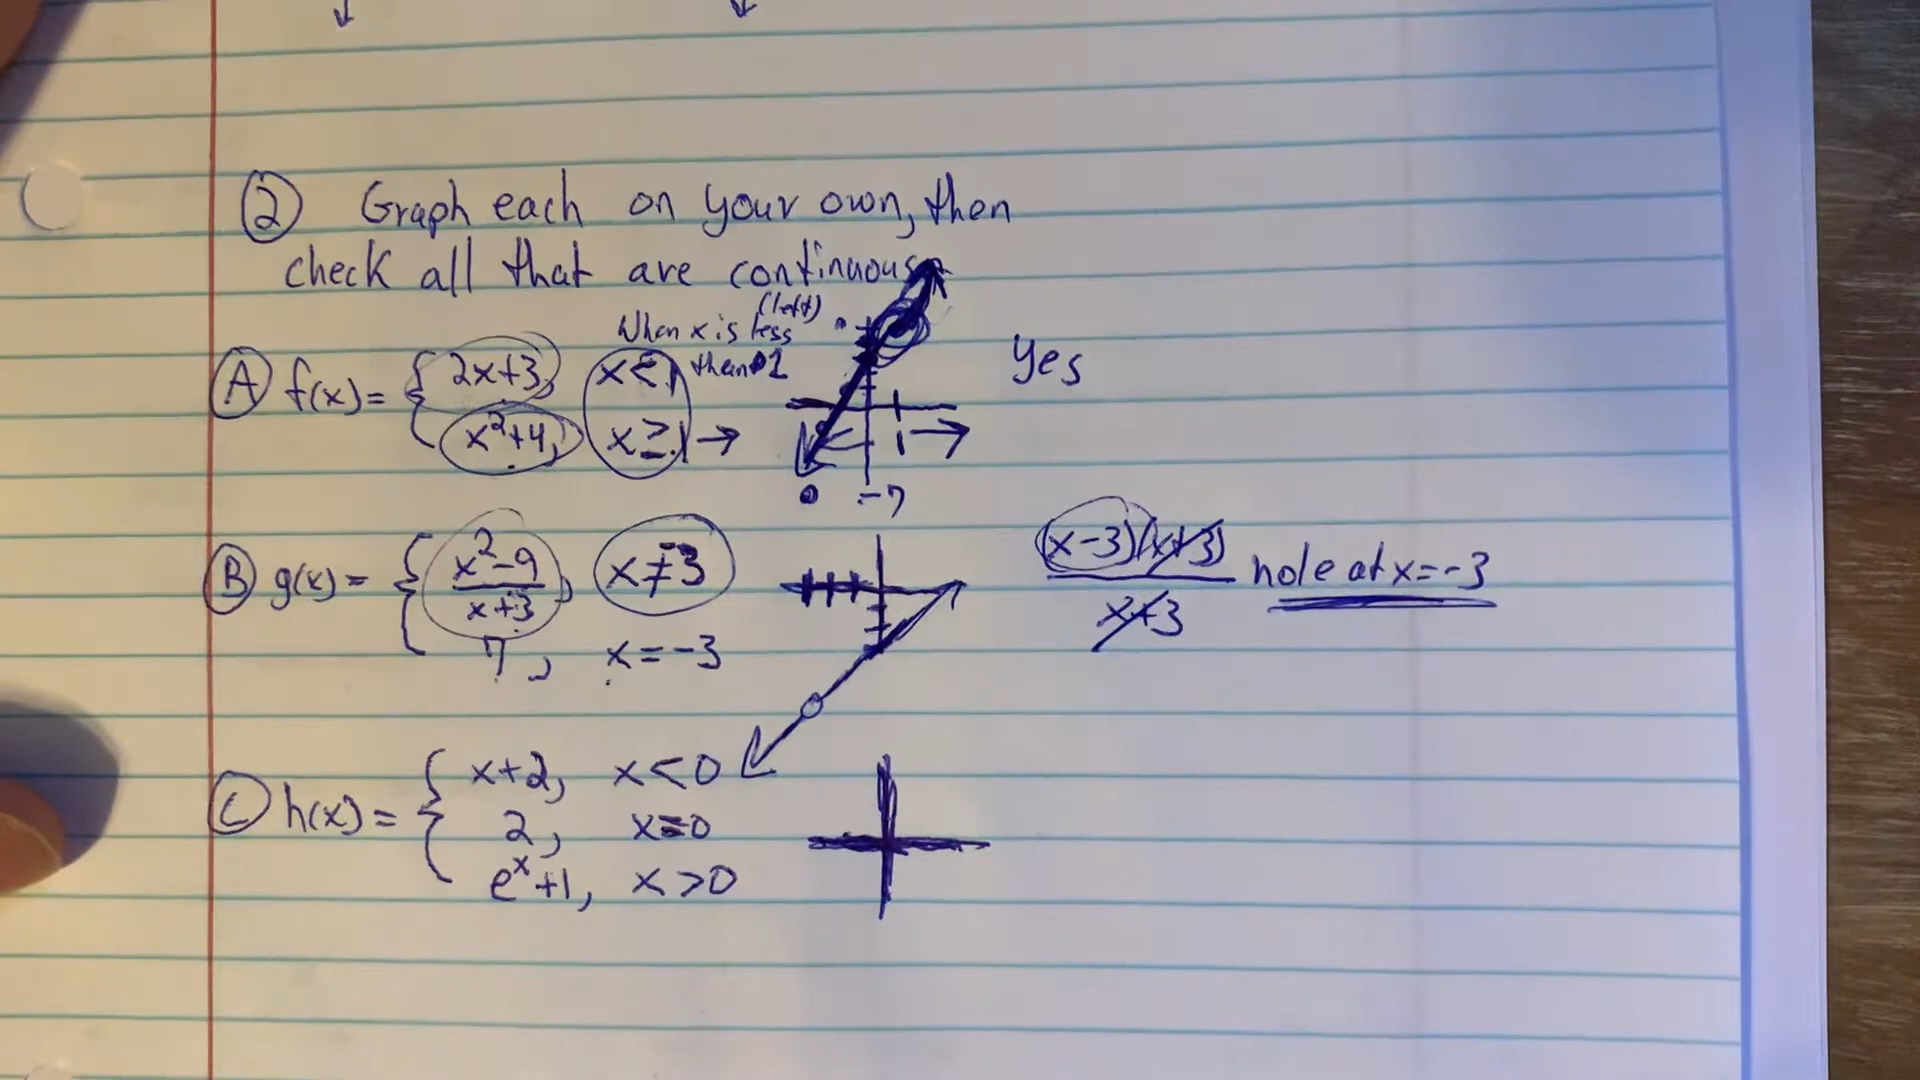 ② Graph each on your own, then
check all that are continuous
When x is less (left)
than 1
Ⓐ f(x) = { 2x+3, x<1
x²+4, x≥1 →
1
-7
Yes
Ⓑ g(x) = { (x²-9)/(x+3), x≠-3
7, x=-3
(x-3)(x+3)/(x+3) hole at x=-3
Ⓒ h(x) = { x+2, x<0
2, x=0
eˣ+1, x>0